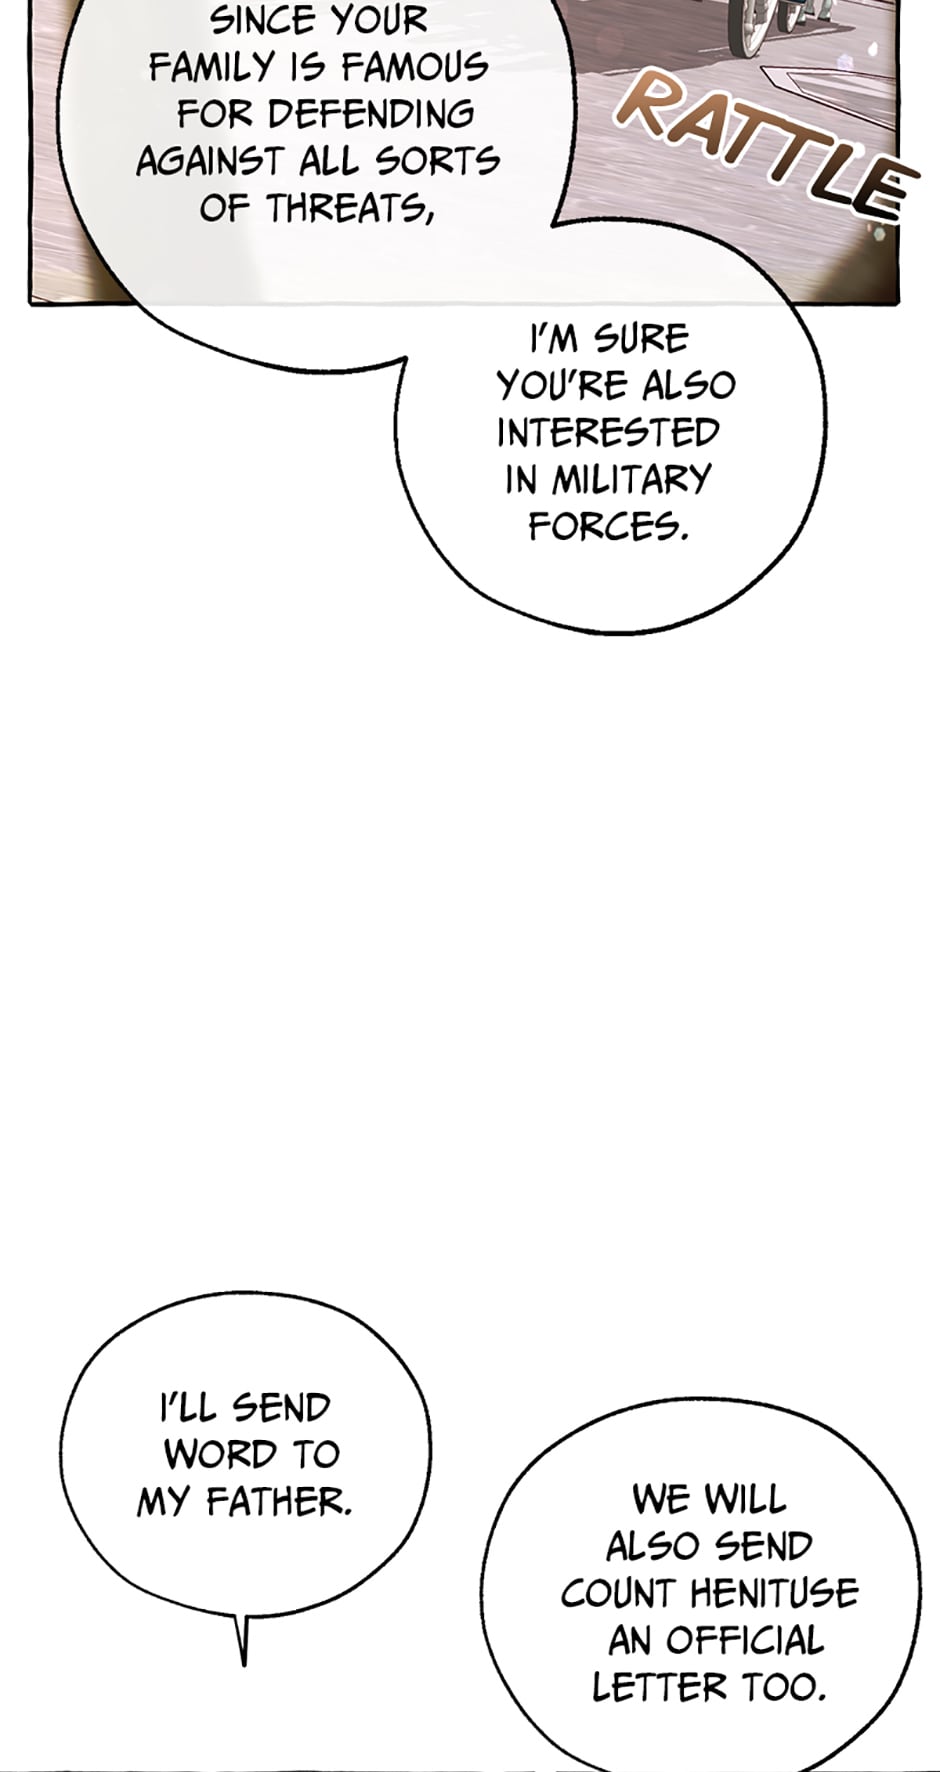 SINCE YOUR
FAMILY IS FAMOUS
FOR DEFENDING
AGAINST ALL SORTS
OF THREATS,
RATTLE
I'M SURE
YOU'RE ALSO
INTERESTED
IN MILITARY
FORCES.
I'LL SEND
WORD TO
MY FATHER.
WE WILL
ALSO SEND
COUNT HENITUSE
AN OFFICIAL
LETTER TOO.